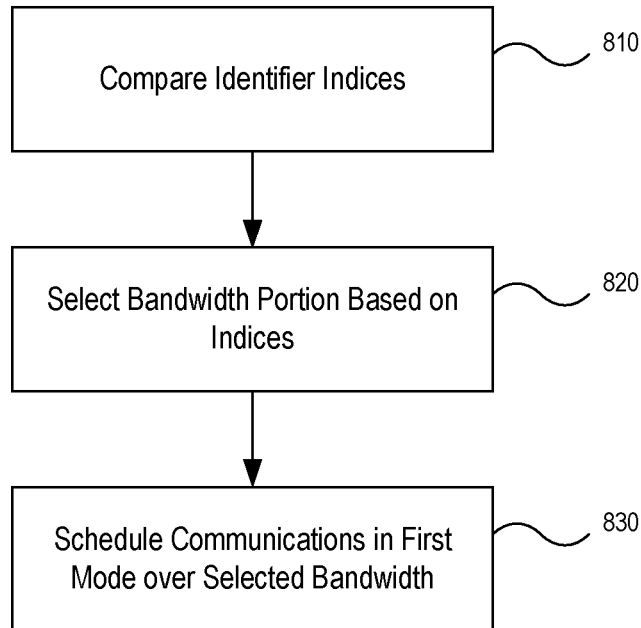 Compare Identifier Indices
810
Select Bandwidth Portion Based on
Indices
820
Schedule Communications in First
Mode over Selected Bandwidth
830